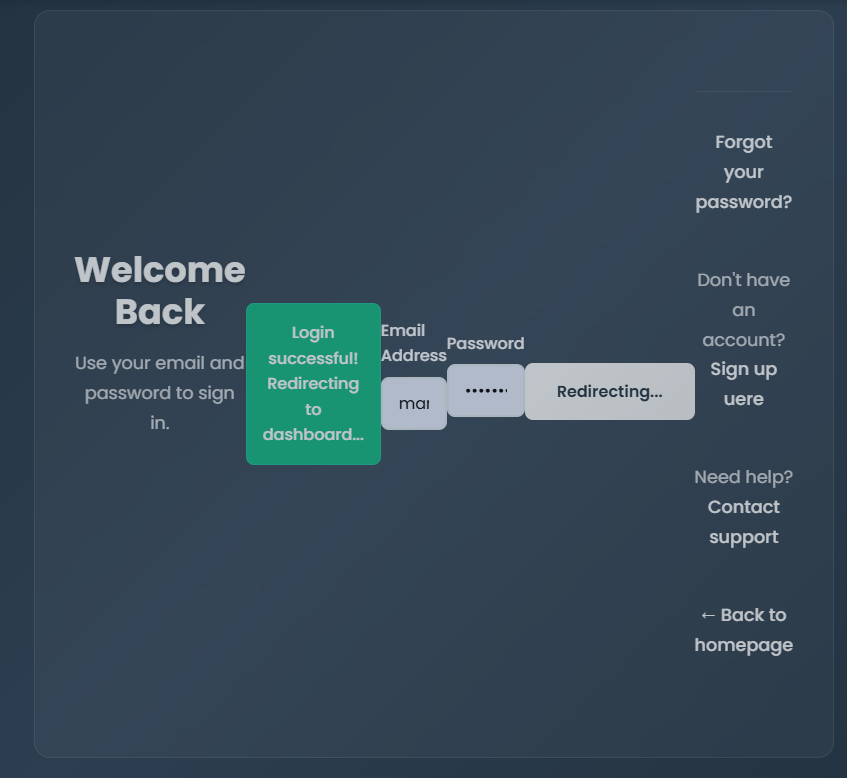 Welcome
Back
Use your email and
password to sign
in.
Login
successful!
Redirecting
to
dashboard...
Email
Address
mar
Password
••••••
Redirecting...
Forgot
your
password?
Don't have
an
account?
Sign up
uere
Need help?
Contact
support
← Back to
homepage